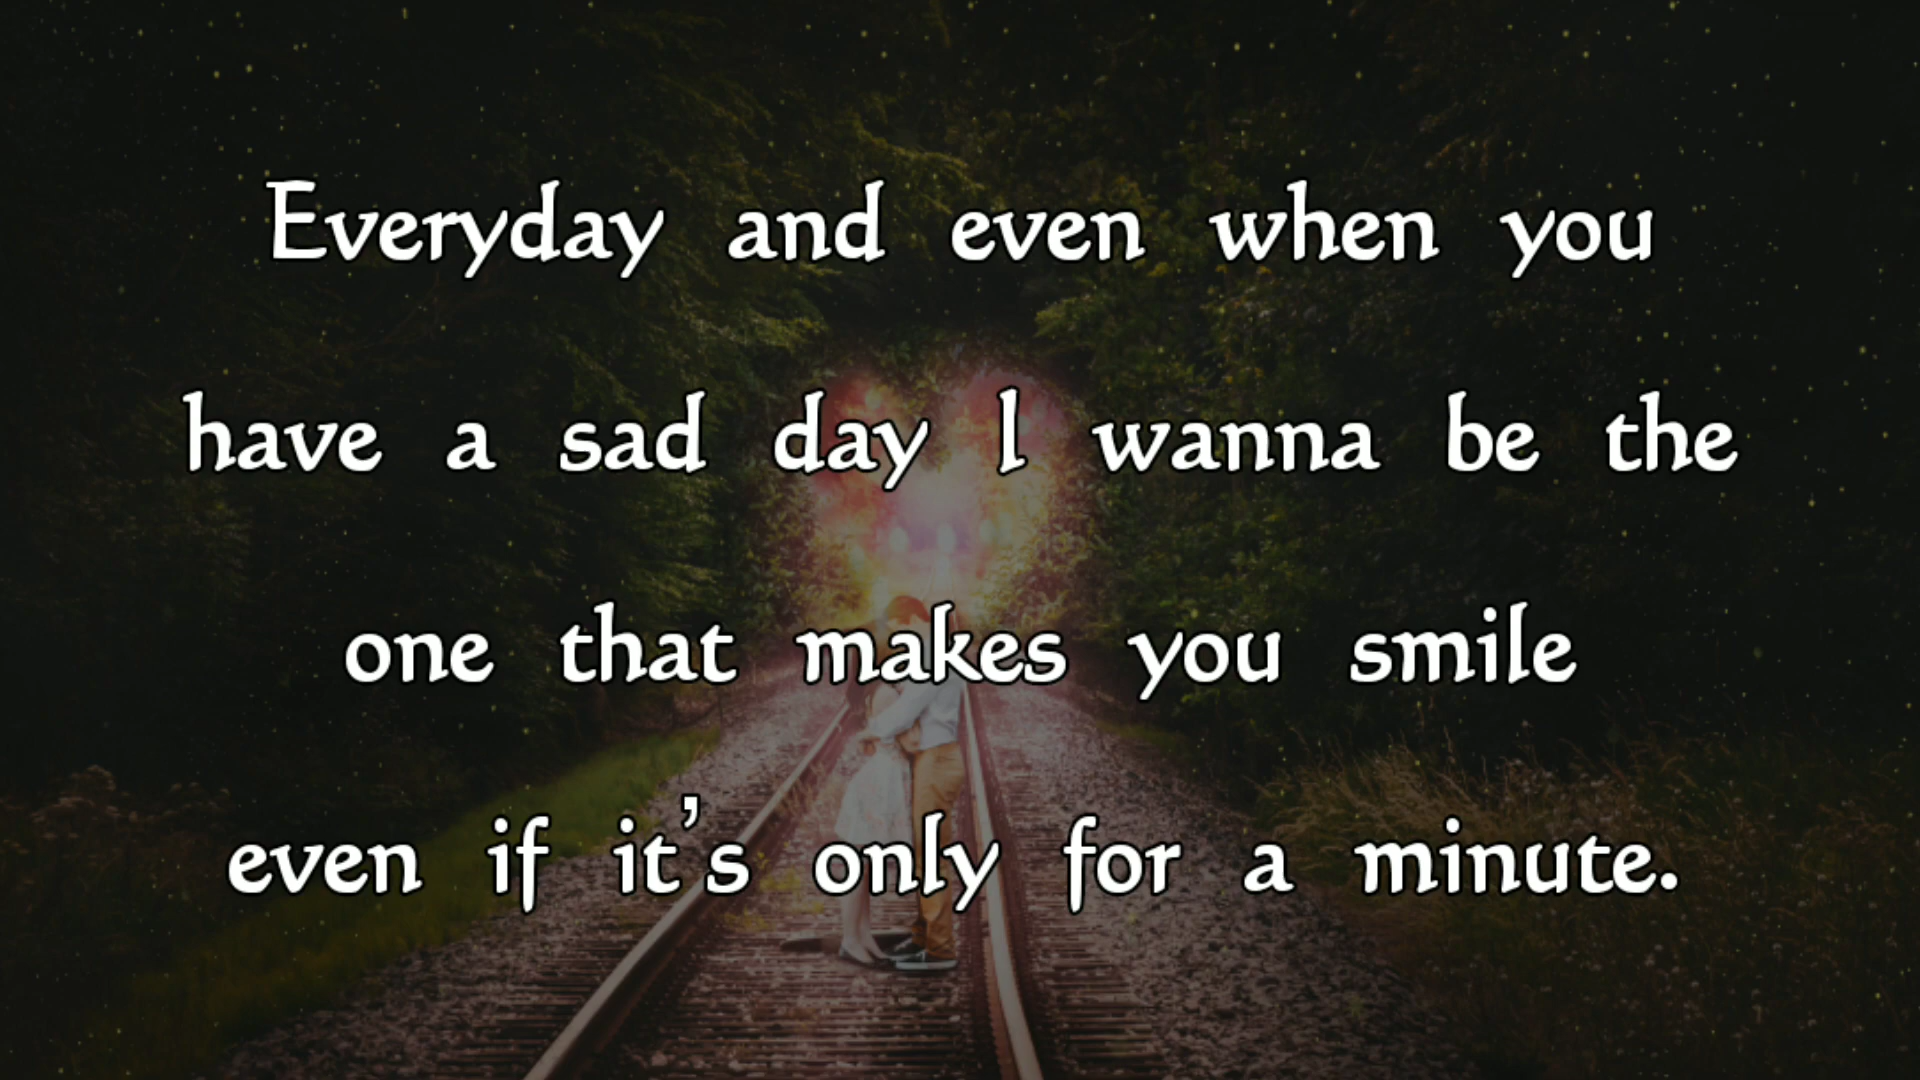 Everyday and even when you
have a sad day I wanna be the
one that makes you smile
even if it's only for a minute.